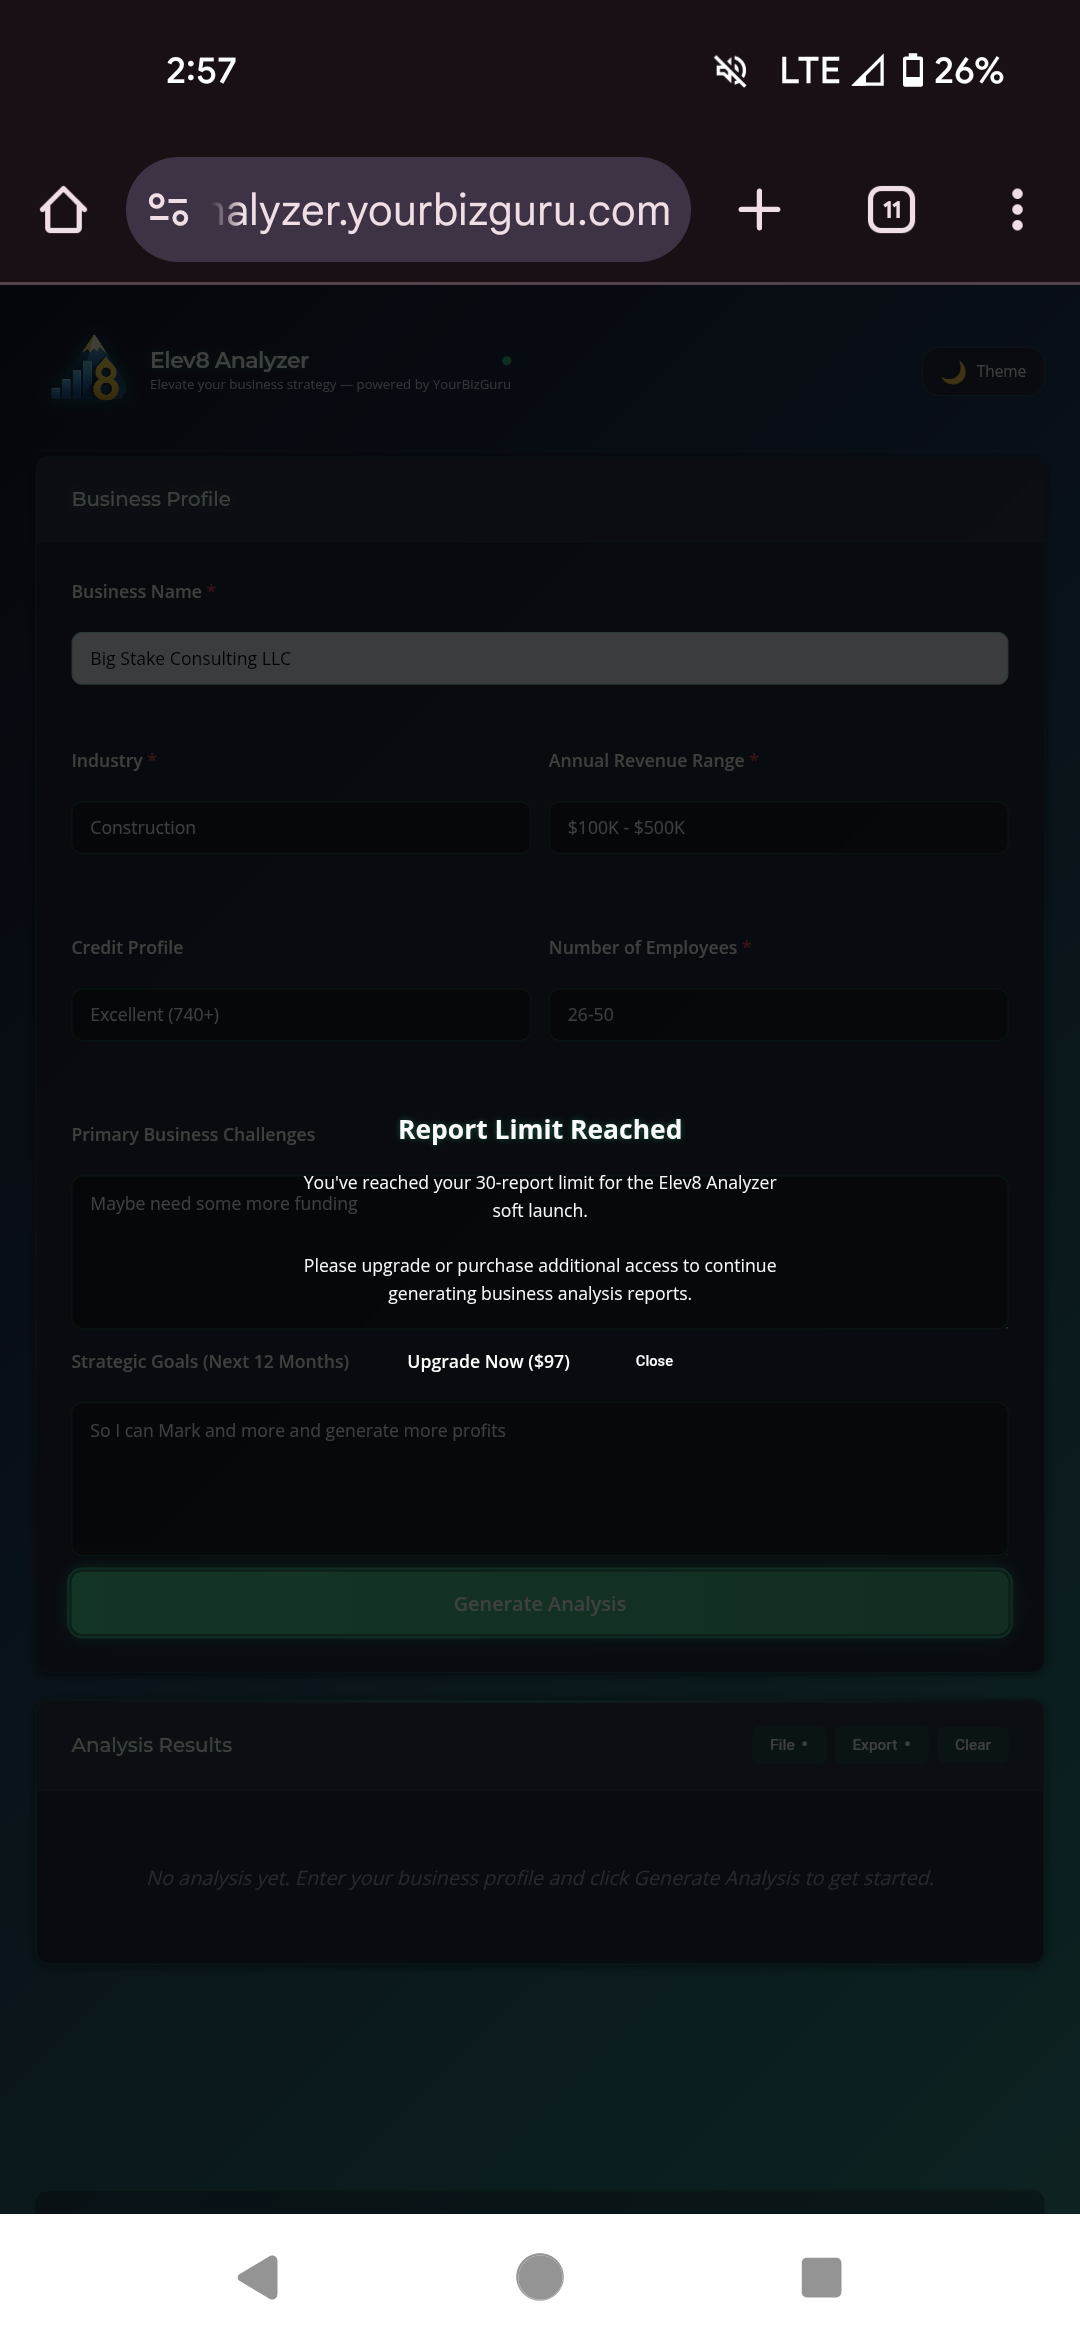 2:57
LTE 26%
nalyzer.yourbizguru.com
11
8
Elev8 Analyzer
Elevate your business strategy — powered by YourBizGuru
Theme
Business Profile
Business Name *
Big Stake Consulting LLC
Industry *
Annual Revenue Range *
Construction
$100K - $500K
Credit Profile
Number of Employees *
Excellent (740+)
26-50
Primary Business Challenges
Maybe need some more funding
Report Limit Reached
You've reached your 30-report limit for the Elev8 Analyzer
soft launch.
Please upgrade or purchase additional access to continue
generating business analysis reports.
Upgrade Now ($97)
Close
Strategic Goals (Next 12 Months)
So I can Mark and more and generate more profits
Generate Analysis
Analysis Results
File •
Export •
Clear
No analysis yet. Enter your business profile and click Generate Analysis to get started.